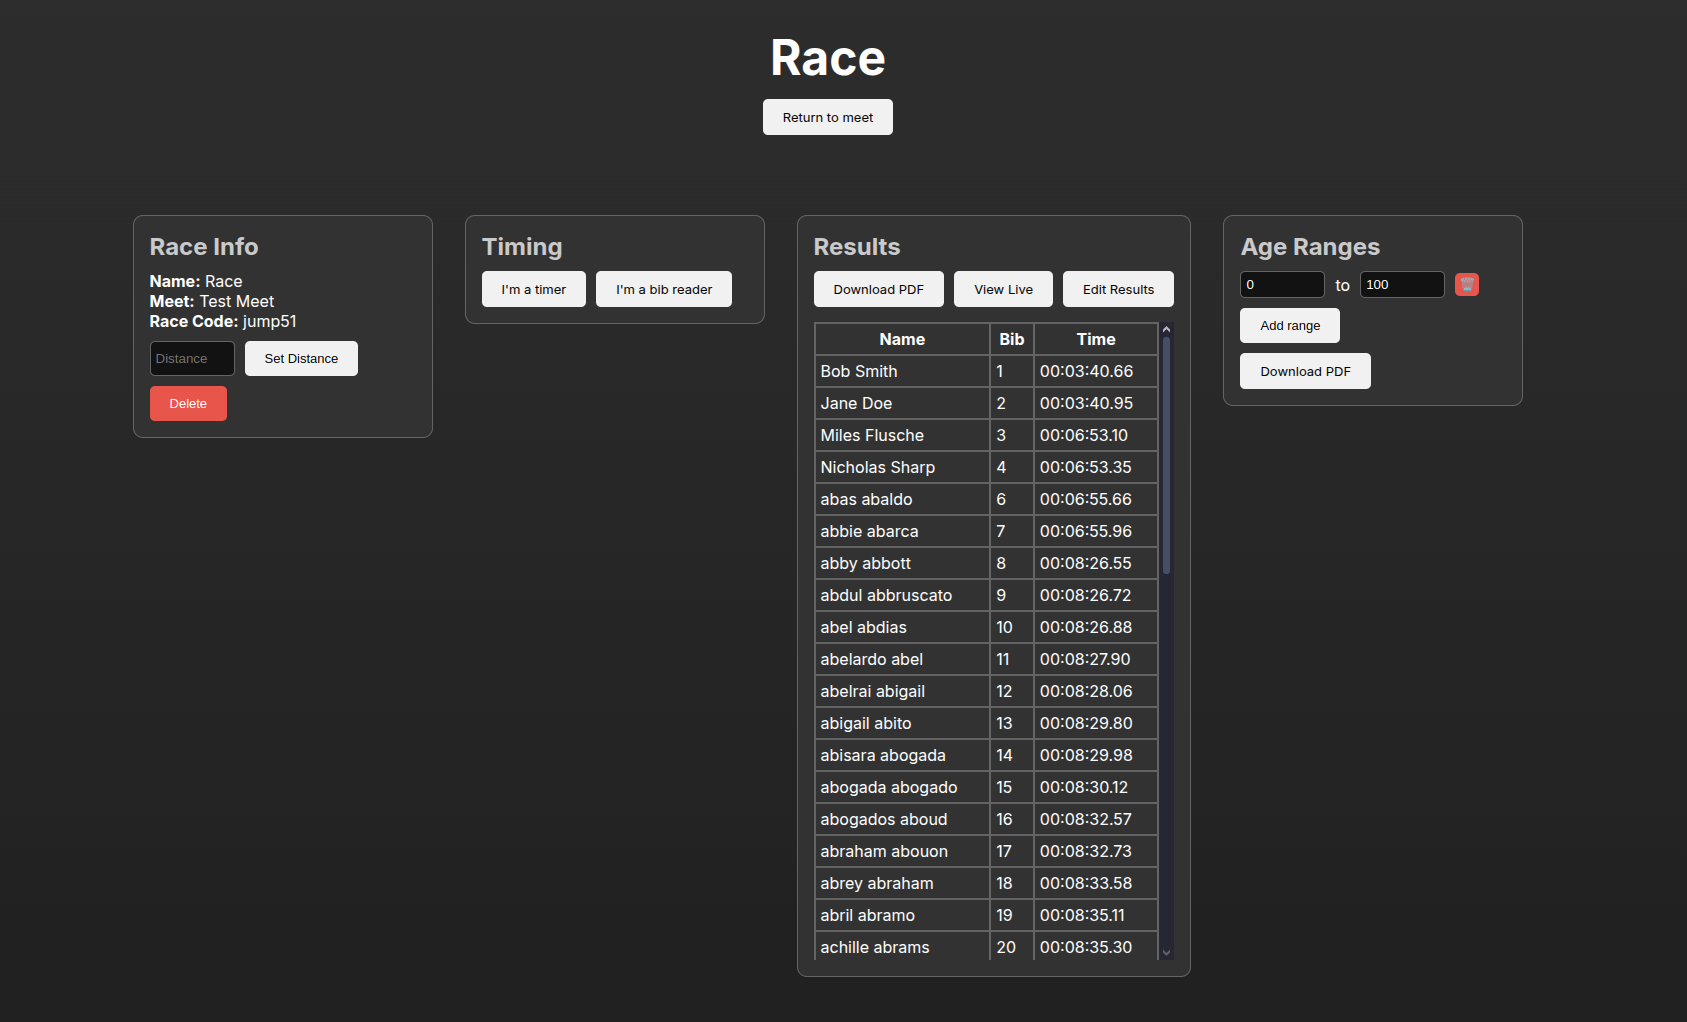 Race
Return to meet
Race Info
Name: Race
Meet: Test Meet
Race Code: jump51
Distance Set Distance
Delete
Timing
I'm a timer I'm a bib reader
Results
Download PDF View Live Edit Results
Name Bib Time
Bob Smith 1 00:03:40.66
Jane Doe 2 00:03:40.95
Miles Flusche 3 00:06:53.10
Nicholas Sharp 4 00:06:53.35
abas abaldo 6 00:06:55.66
abbie abarca 7 00:06:55.96
abby abbott 8 00:08:26.55
abdul abbruscato 9 00:08:26.72
abel abdias 10 00:08:26.88
abelardo abel 11 00:08:27.90
abelrai abigail 12 00:08:28.06
abigail abito 13 00:08:29.80
abisara abogada 14 00:08:29.98
abogada abogado 15 00:08:30.12
abogados aboud 16 00:08:32.57
abraham abouon 17 00:08:32.73
abrey abraham 18 00:08:33.58
abril abramo 19 00:08:35.11
achille abrams 20 00:08:35.30
Age Ranges
0 to 100
Add range
Download PDF